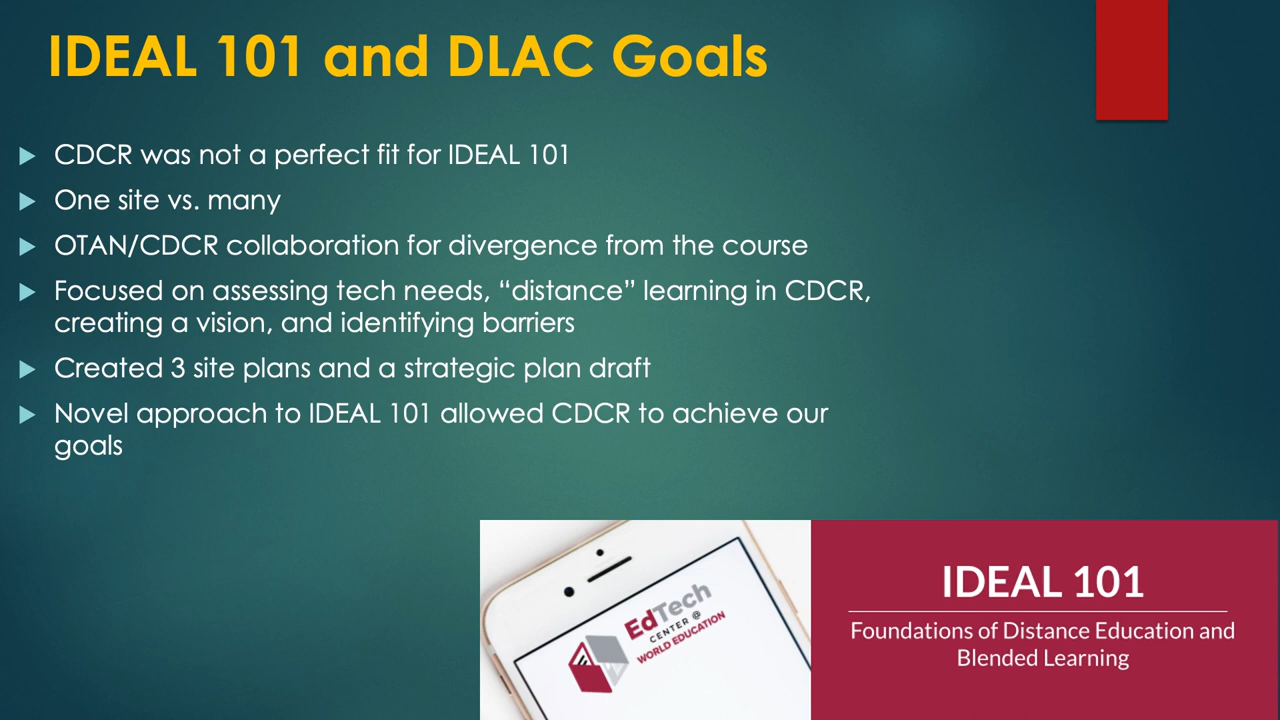 IDEAL 101 and DLAC Goals
CDCR was not a perfect fit for IDEAL 101
One site vs. many
OTAN/CDCR collaboration for divergence from the course
Focused on assessing tech needs, “distance” learning in CDCR,
creating a vision, and identifying barriers
Created 3 site plans and a strategic plan draft
Novel approach to IDEAL 101 allowed CDCR to achieve our
goals
EdTech
CENTER @
WORLD EDUCATION
IDEAL 101
Foundations of Distance Education and
Blended Learning